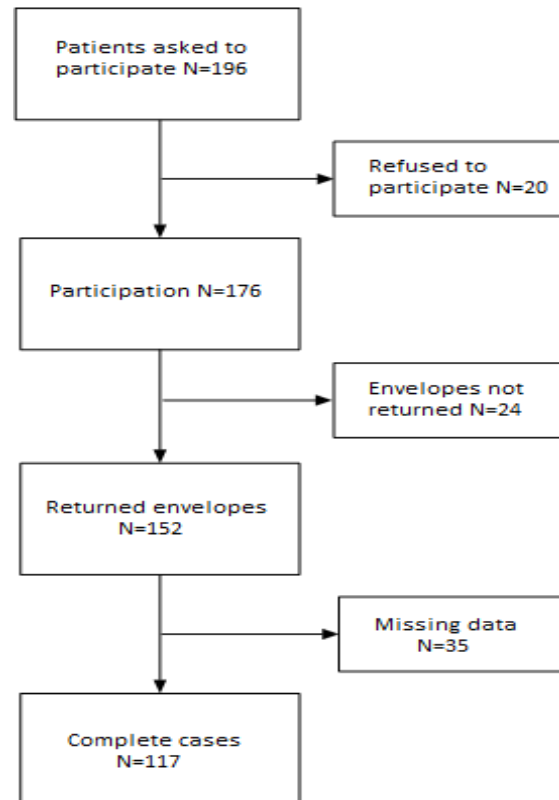 Patients asked to
participate N=196
Refused to
participate N=20
Participation N=176
Envelopes not
returned N=24
Returned envelopes
N=152
Missing data
N=35
Complete cases
N=117